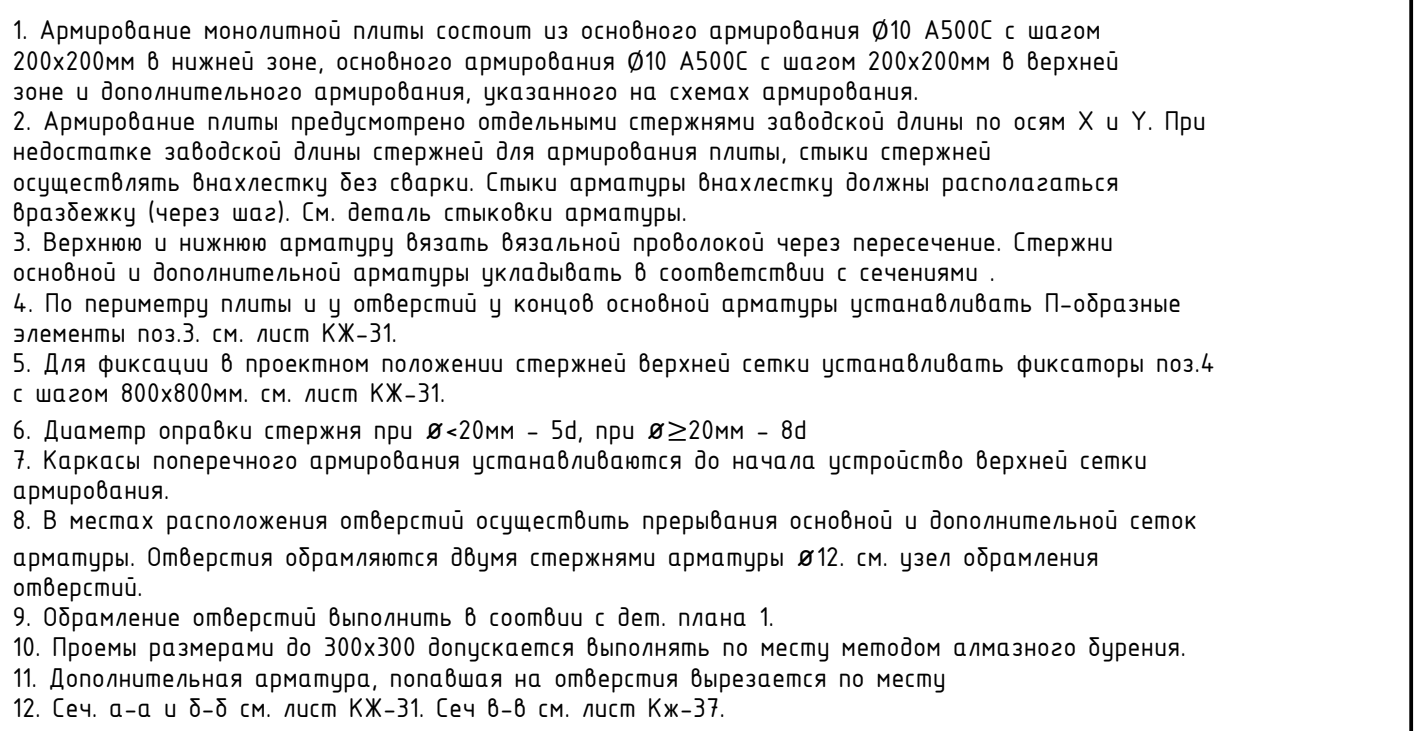 1. Армирование монолитной плиты состоит из основного армирования Ø10 А500С с шагом
200х200мм в нижней зоне, основного армирования Ø10 А500С с шагом 200х200мм в верхней
зоне и дополнительного армирования, указанного на схемах армирования.
2. Армирование плиты предусмотрено отдельными стержнями заводской длины по осям X и Y. При
недостатке заводской длины стержней для армирования плиты, стыки стержней
осуществлять внахлестку без сварки. Стыки арматуры внахлестку должны располагаться
вразбежку (через шаг). См. деталь стыковки арматуры.
3. Верхнюю и нижнюю арматуру вязать вязальной проволокой через пересечение. Стержни
основной и дополнительной арматуры укладывать в соответствии с сечениями .
4. По периметру плиты и у отверстий у концов основной арматуры устанавливать П-образные
элементы поз.3. см. лист КЖ-31.
5. Для фиксации в проектном положении стержней верхней сетки устанавливать фиксаторы поз.4
с шагом 800х800мм. см. лист КЖ-31.
6. Диаметр оправки стержня при Ø<20мм - 5d, при Ø≥20мм - 8d
7. Каркасы поперечного армирования устанавливаются до начала устройство верхней сетки
армирования.
8. В местах расположения отверстий осуществить прерывания основной и дополнительной сеток
арматуры. Отверстия обрамляются двумя стержнями арматуры Ø12. см. узел обрамления
отверстий.
9. Обрамление отверстий выполнить в соотвии с дет. плана 1.
10. Проемы размерами до 300х300 допускается выполнять по месту методом алмазного бурения.
11. Дополнительная арматура, попавшая на отверстия вырезается по месту
12. Сеч. а-а и б-б см. лист КЖ-31. Сеч в-в см. лист Кж-37.